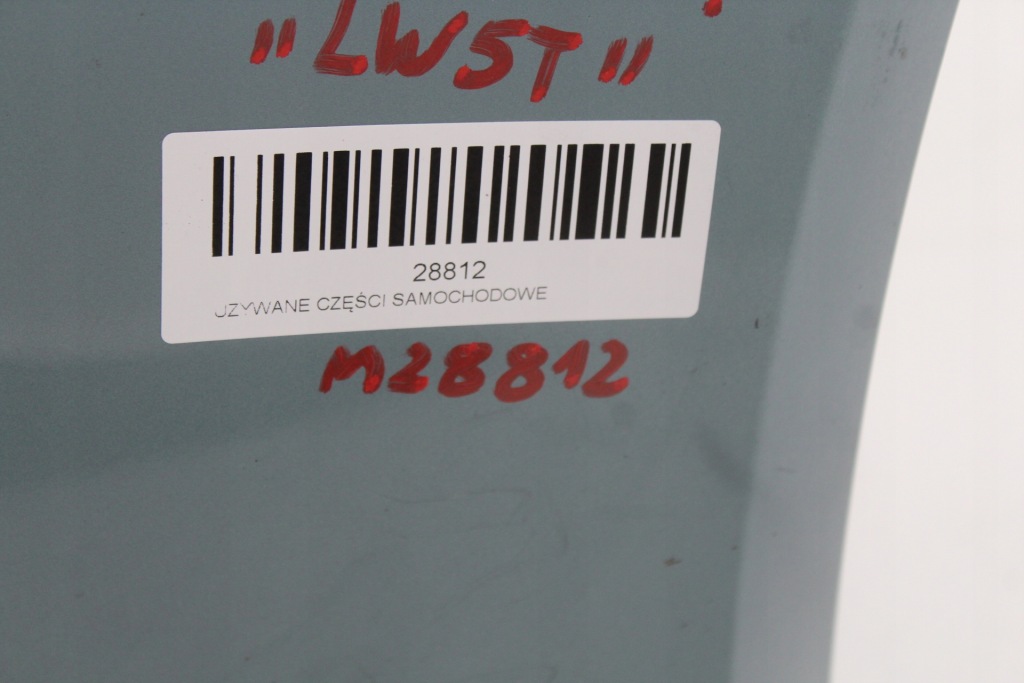 "LW5T"
28812
UZYWANE CZĘŚCI SAMOCHODOWE
M28812